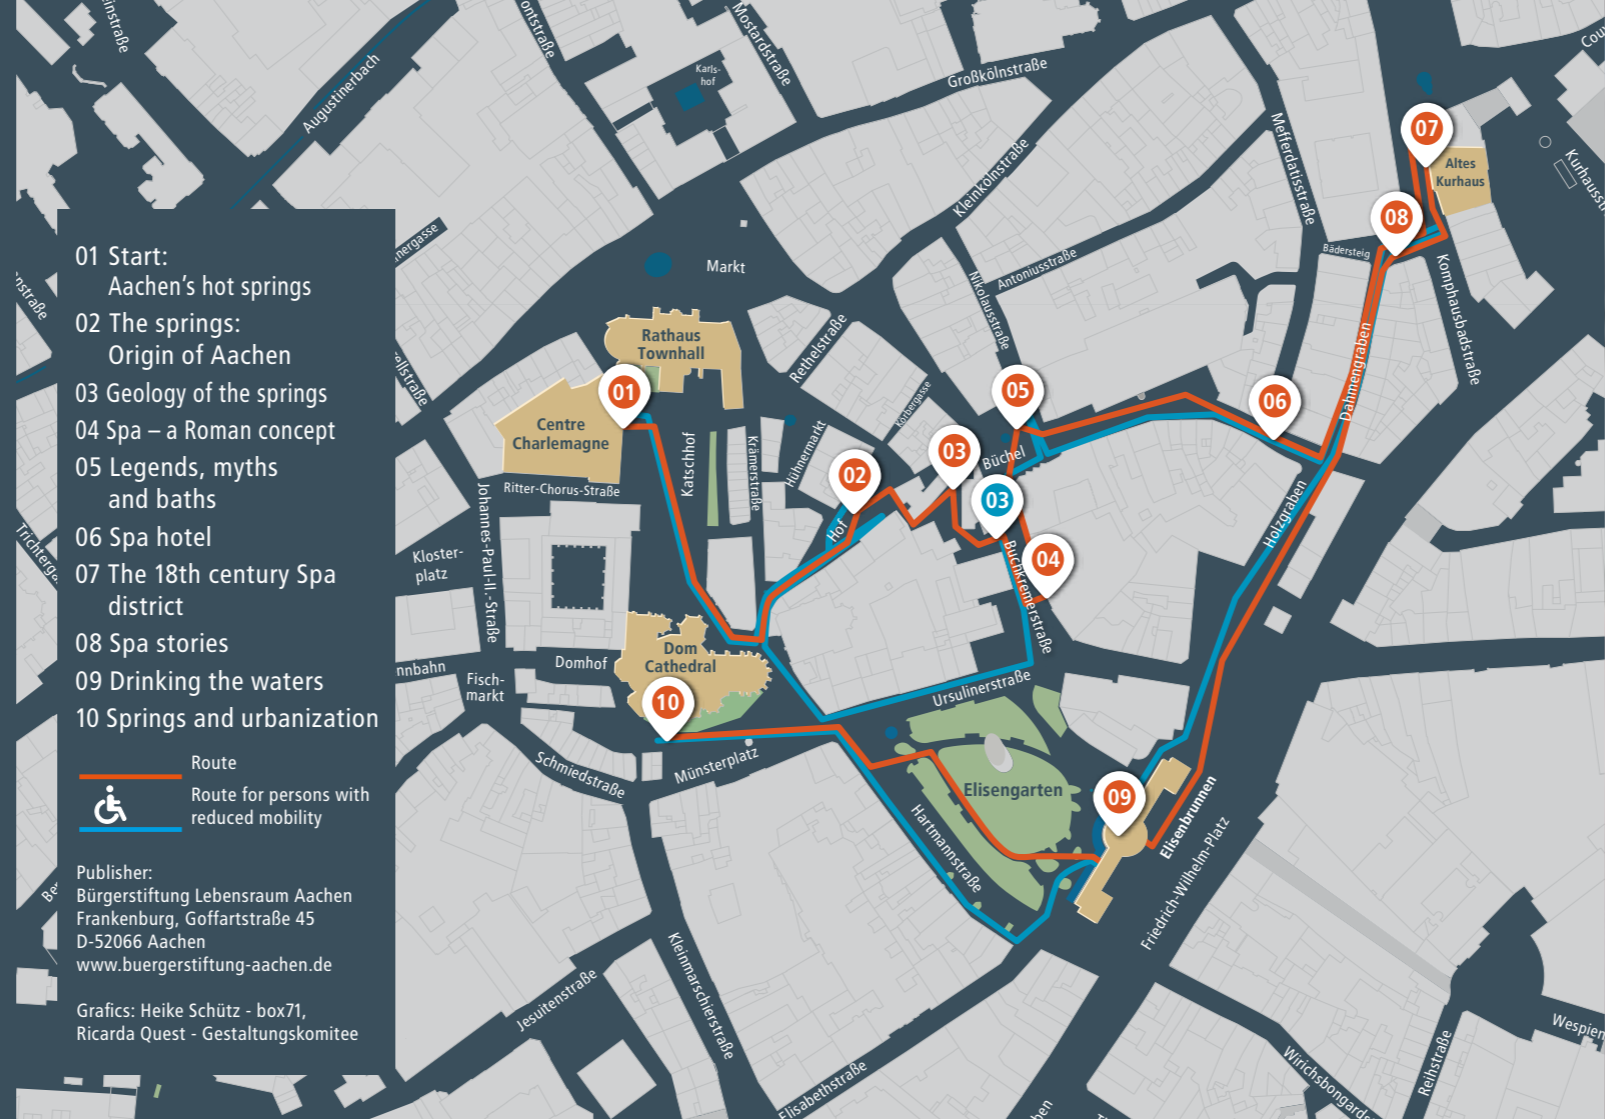 01 Start:
Aachen's hot springs
02 The springs:
Origin of Aachen
03 Geology of the springs
04 Spa – a Roman concept
05 Legends, myths
and baths
06 Spa hotel
07 The 18th century Spa
district
08 Spa stories
09 Drinking the waters
10 Springs and urbanization
Route
Route for persons with
reduced mobility
Publisher:
Bürgerstiftung Lebensraum Aachen
Frankenburg, Goffartstraße 45
D-52066 Aachen
www.buergerstiftung-aachen.de
Grafics: Heike Schütz - box71,
Ricarda Quest - Gestaltungskomitee
Augustinerbach
Mostardstraße
Karls-
hof
Großkölnstraße
Kleinkölnstraße
Mefferdatisstraße
Antoniusstraße
Nikolausstraße
Markt
Rathaus
Townhall
Centre
Charlemagne
Ritter-Chorus-Straße
Katschhof
Krämerstraße
Hühnermarkt
Rethelstraße
Körbergasse
Büchel
Hof
Buchkremerstraße
Johannes-Paul-II.-Straße
Kloster-
platz
Domhof
Fisch-
markt
Dom
Cathedral
Schmiedstraße
Münsterplatz
Ursulinerstraße
Elisengarten
Hartmannstraße
Elisenbrunnen
Friedrich-Wilhelm-Platz
Holzgraben
Dahmengraben
Bädersteig
Komphausbadstraße
Altes
Kurhaus
Kleinmarschierstraße
Jesuitenstraße
Elisabethstraße
Reihstraße
01
02
03
03
04
05
06
07
08
09
10